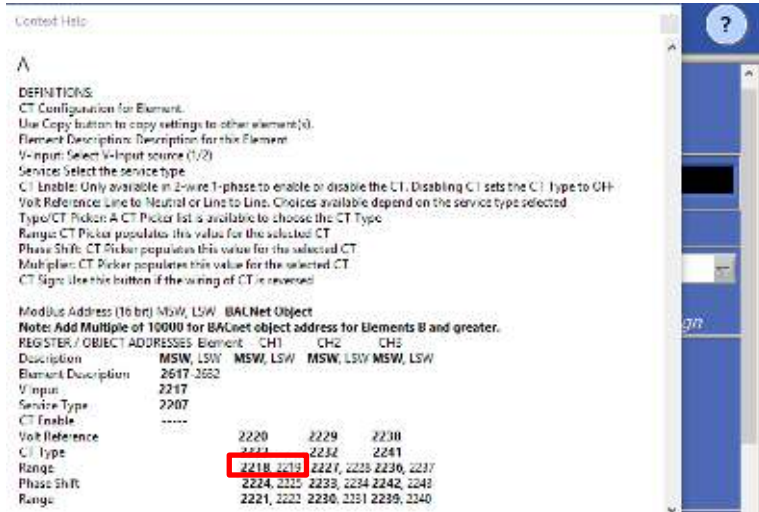 Context Help
?
A
DEFINITIONS:
CT Configuration for Element.
Use Copy button to copy settings to other element(s).
Element Description: Description for this Element
V-Input: Select V-Input source (1/2)
Service: Select the service type
CT Enable: Only available in 2-wire 1-phase to enable or disable the CT. Disabling CT sets the CT Type to OFF
Volt Reference: Line to Neutral or Line to Line. Choices available depend on the service type selected
Type/CT Picker: A CT Picker list is available to choose the CT Type
Range: CT Picker populates this value for the selected CT
Phase Shift: CT Picker populates this value for the selected CT
Multiplier: CT Picker populates this value for the selected CT
CT Sign: Use this button if the wiring of CT is reversed
ModBus Address (16 bit) MSW, LSW BACNet Object
Note: Add Multiple of 10000 for BACnet object address for Elements B and greater.
REGISTER / OBJECT ADDRESSES Element CH1 CH2 CH3
Description MSW, LSW MSW, LSW MSW, LSW MSW, LSW
Element Description 2617-2632
V Input 2217
Service Type 2207
CT Enable -----
Volt Reference 2220 2229 2238
CT Type 2232 2241
Range 2218, 2219 2227, 2228 2236, 2237
Phase Shift 2224, 2225 2233, 2234 2242, 2243
Range 2221, 2222 2230, 2231 2239, 2240
gn